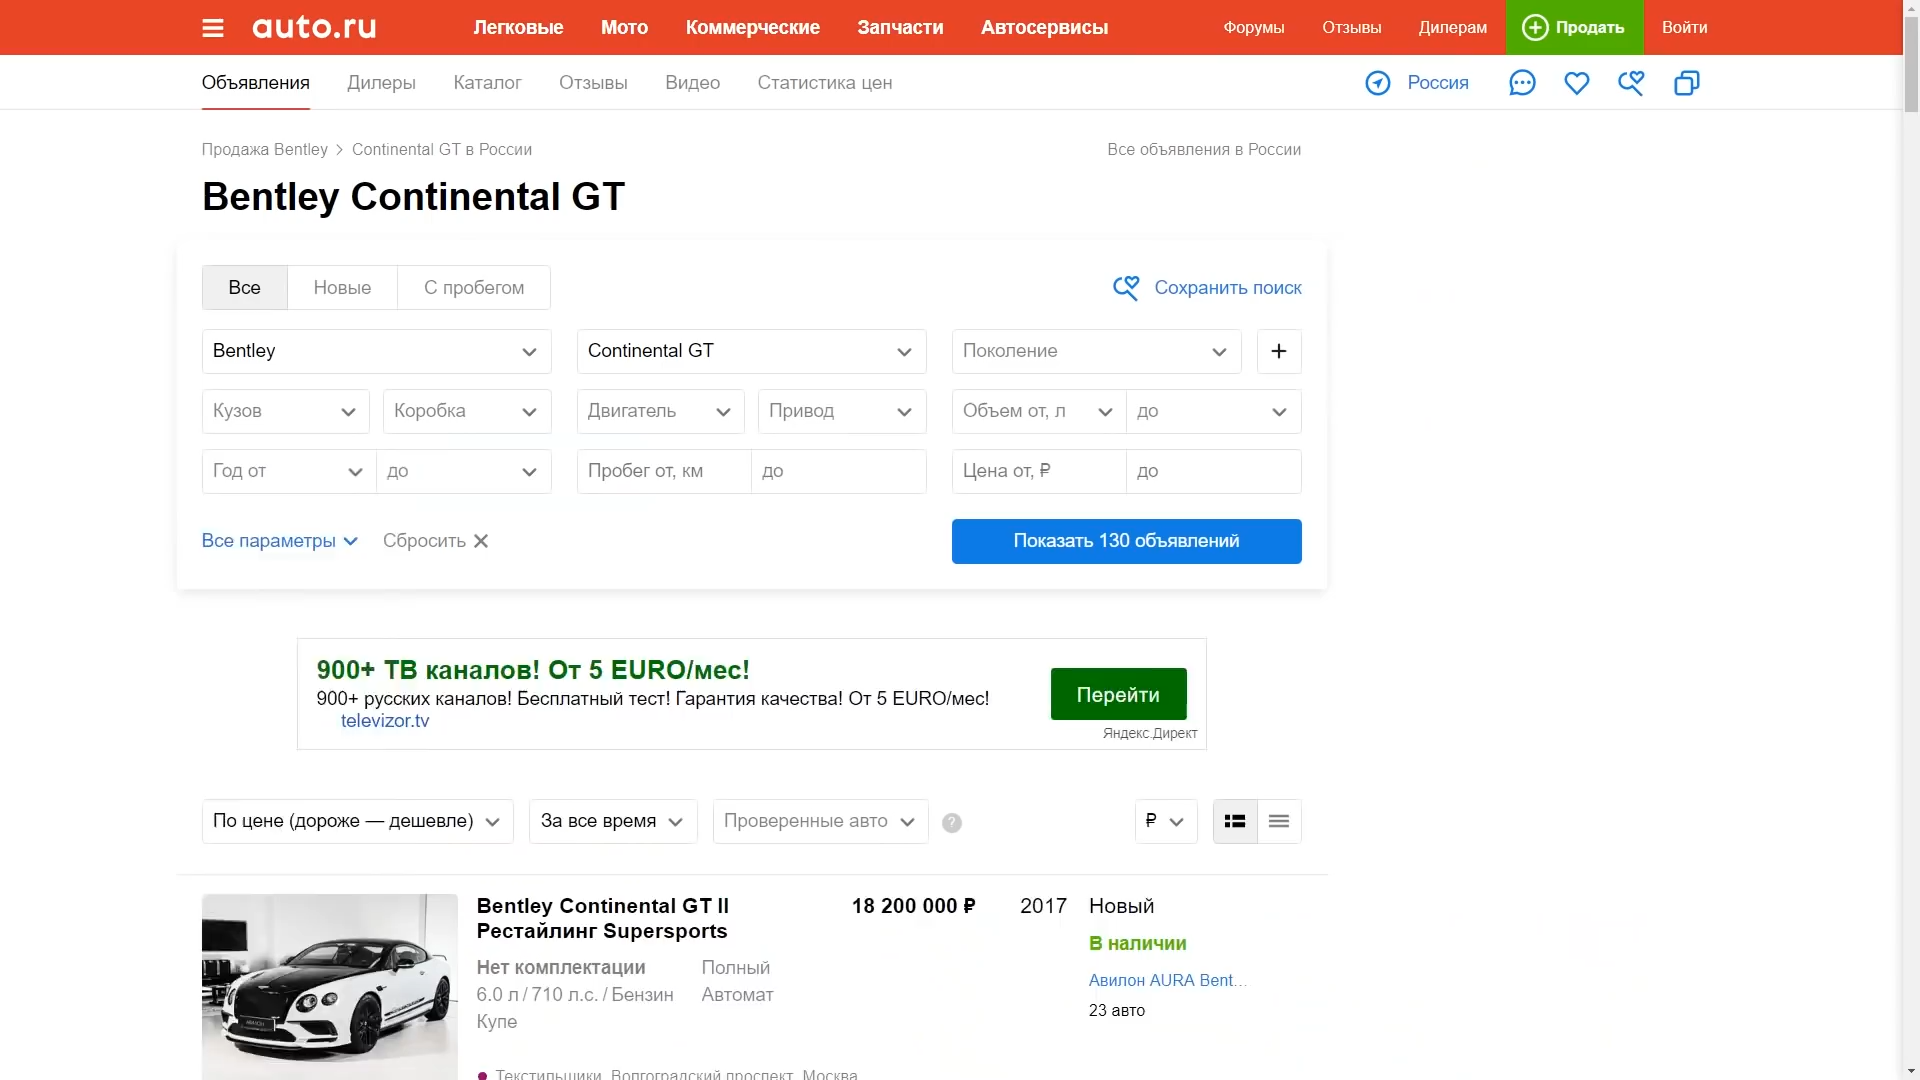 auto.ru
Легковые Мото Коммерческие Запчасти Автосервисы
Форумы Отзывы Дилерам Продать Войти
Объявления Дилеры Каталог Отзывы Видео Статистика цен
Россия
Продажа Bentley > Continental GT в России
Все объявления в России
Bentley Continental GT
Все Новые С пробегом
Сохранить поиск
Bentley Continental GT Поколение +
Кузов Коробка Двигатель Привод Объем от, л до
Год от до Пробег от, км до Цена от, ₽ до
Все параметры Сбросить
Показать 130 объявлений
900+ ТВ каналов! От 5 EURO/мес!
900+ русских каналов! Бесплатный тест! Гарантия качества! От 5 EURO/мес!
televizor.tv
Перейти
Яндекс.Директ
По цене (дороже — дешевле) За все время Проверенные авто ? ₽
Bentley Continental GT II
Рестайлинг Supersports
18 200 000 ₽ 2017 Новый
В наличии
Нет комплектации Полный
6.0 л / 710 л.с. / Бензин Автомат
Купе
Авилон AURA Bent...
23 авто
Текстильщики, Волгоградский проспект, Москва